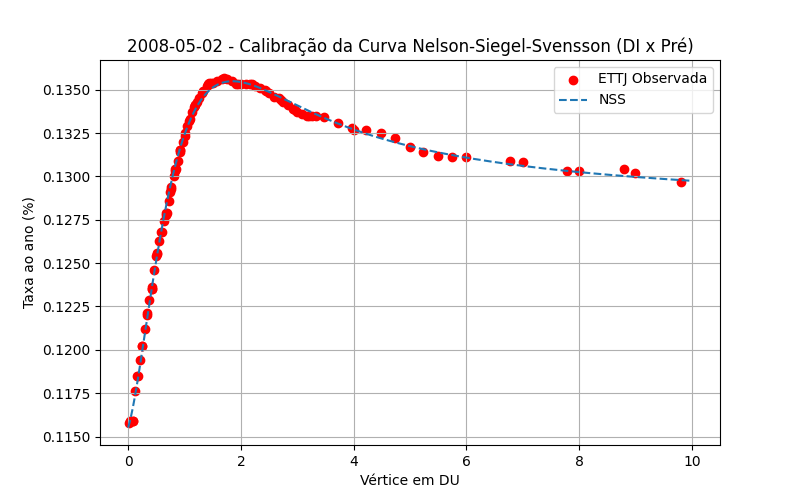 2008-05-02 - Calibração da Curva Nelson-Siegel-Svensson (DI x Pré)
ETTJ Observada
NSS
Taxa ao ano (%)
0.1350
0.1325
0.1300
0.1275
0.1250
0.1225
0.1200
0.1175
0.1150
0 2 4 6 8 10
Vértice em DU